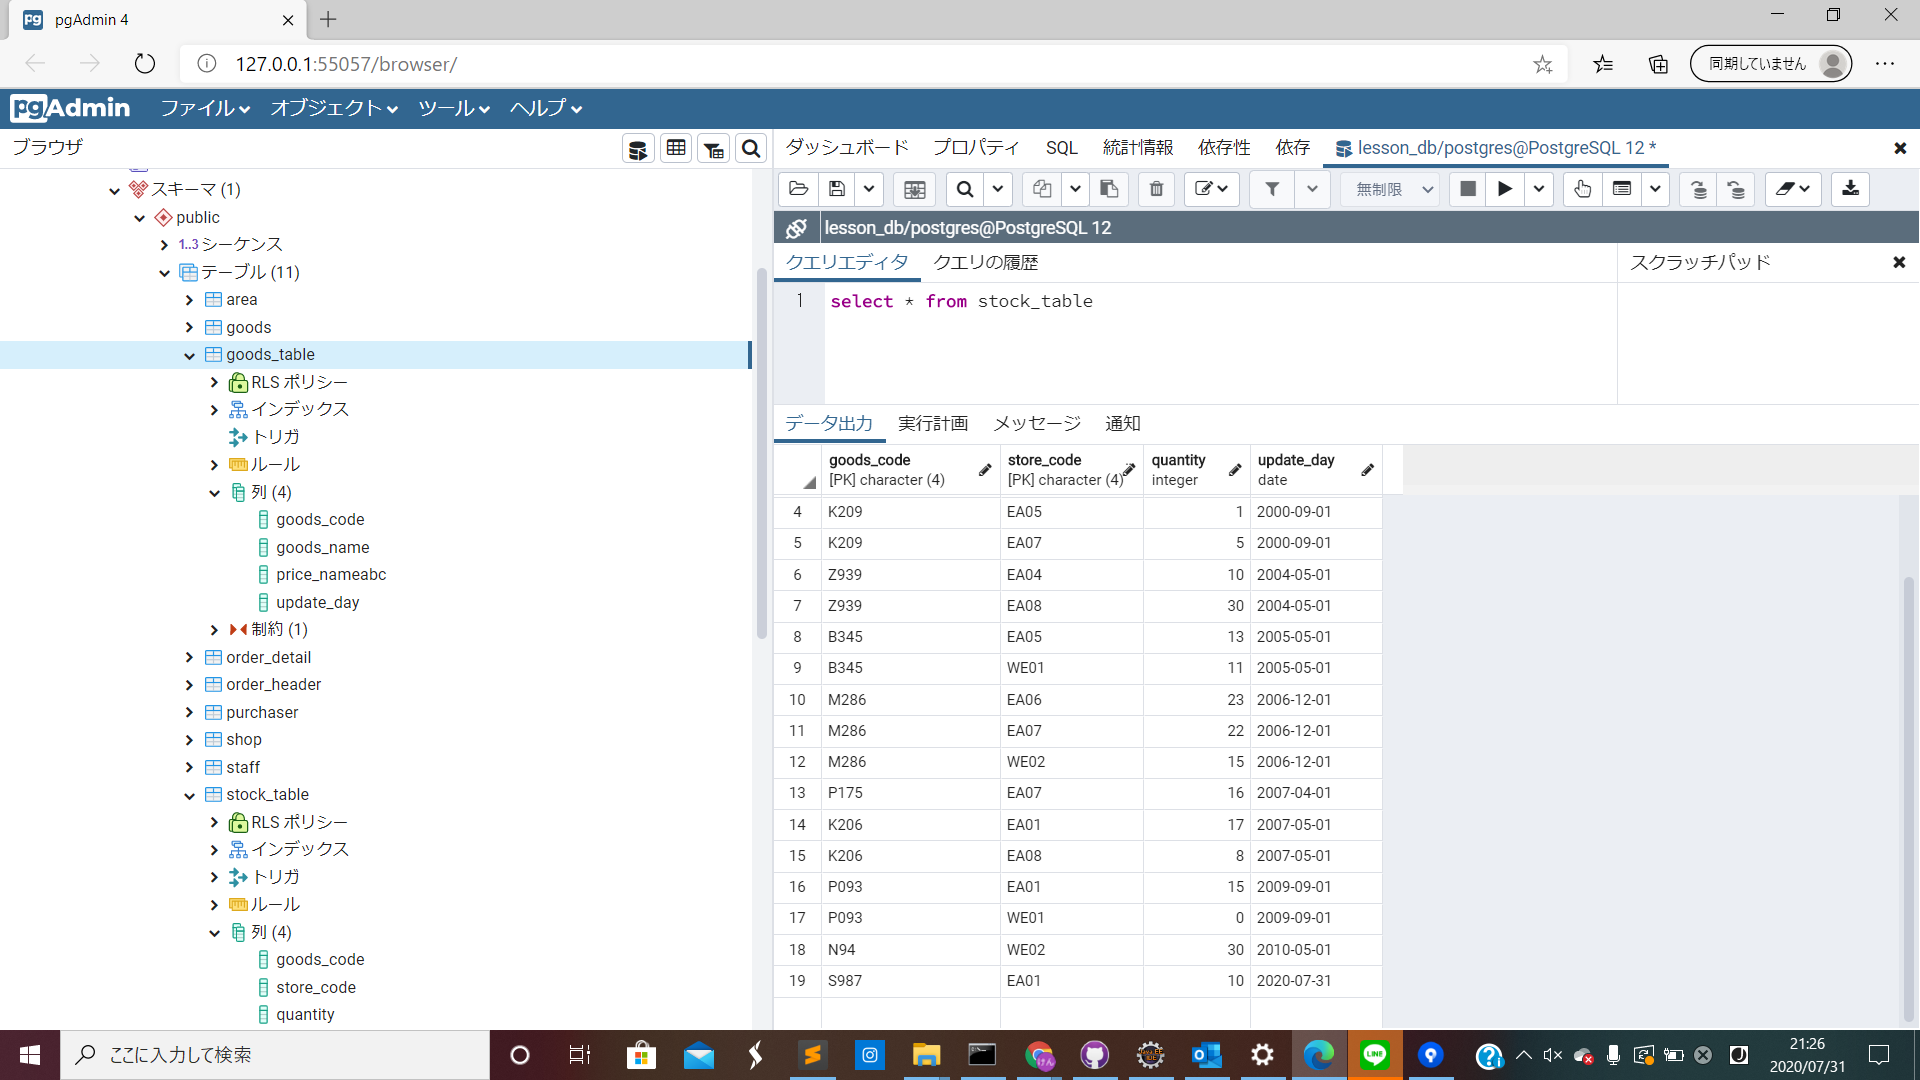 pgAdmin 4
127.0.0.1:55057/browser/
同期していません
pgAdmin ファイル オブジェクト ツール ヘルプ
ブラウザ
ダッシュボード プロパティ SQL 統計情報 依存性 依存 lesson_db/postgres@PostgreSQL 12 *
無制限
lesson_db/postgres@PostgreSQL 12
クエリエディタ クエリの履歴
スクラッチパッド
1 select * from stock_table
スキーマ (1)
public
1..3 シーケンス
テーブル (11)
area
goods
goods_table
RLS ポリシー
インデックス
トリガ
ルール
列 (4)
goods_code
goods_name
price_nameabc
update_day
制約 (1)
order_detail
order_header
purchaser
shop
staff
stock_table
RLS ポリシー
インデックス
トリガ
ルール
列 (4)
goods_code
store_code
quantity
データ出力 実行計画 メッセージ 通知
goods_code store_code quantity update_day
[PK] character (4) [PK] character (4) integer date
4 K209 EA05 1 2000-09-01
5 K209 EA07 5 2000-09-01
6 Z939 EA04 10 2004-05-01
7 Z939 EA08 30 2004-05-01
8 B345 EA05 13 2005-05-01
9 B345 WE01 11 2005-05-01
10 M286 EA06 23 2006-12-01
11 M286 EA07 22 2006-12-01
12 M286 WE02 15 2006-12-01
13 P175 EA07 16 2007-04-01
14 K206 EA01 17 2007-05-01
15 K206 EA08 8 2007-05-01
16 P093 EA01 15 2009-09-01
17 P093 WE01 0 2009-09-01
18 N94 WE02 30 2010-05-01
19 S987 EA01 10 2020-07-31
ここに入力して検索
けん
LINE
21:26
2020/07/31